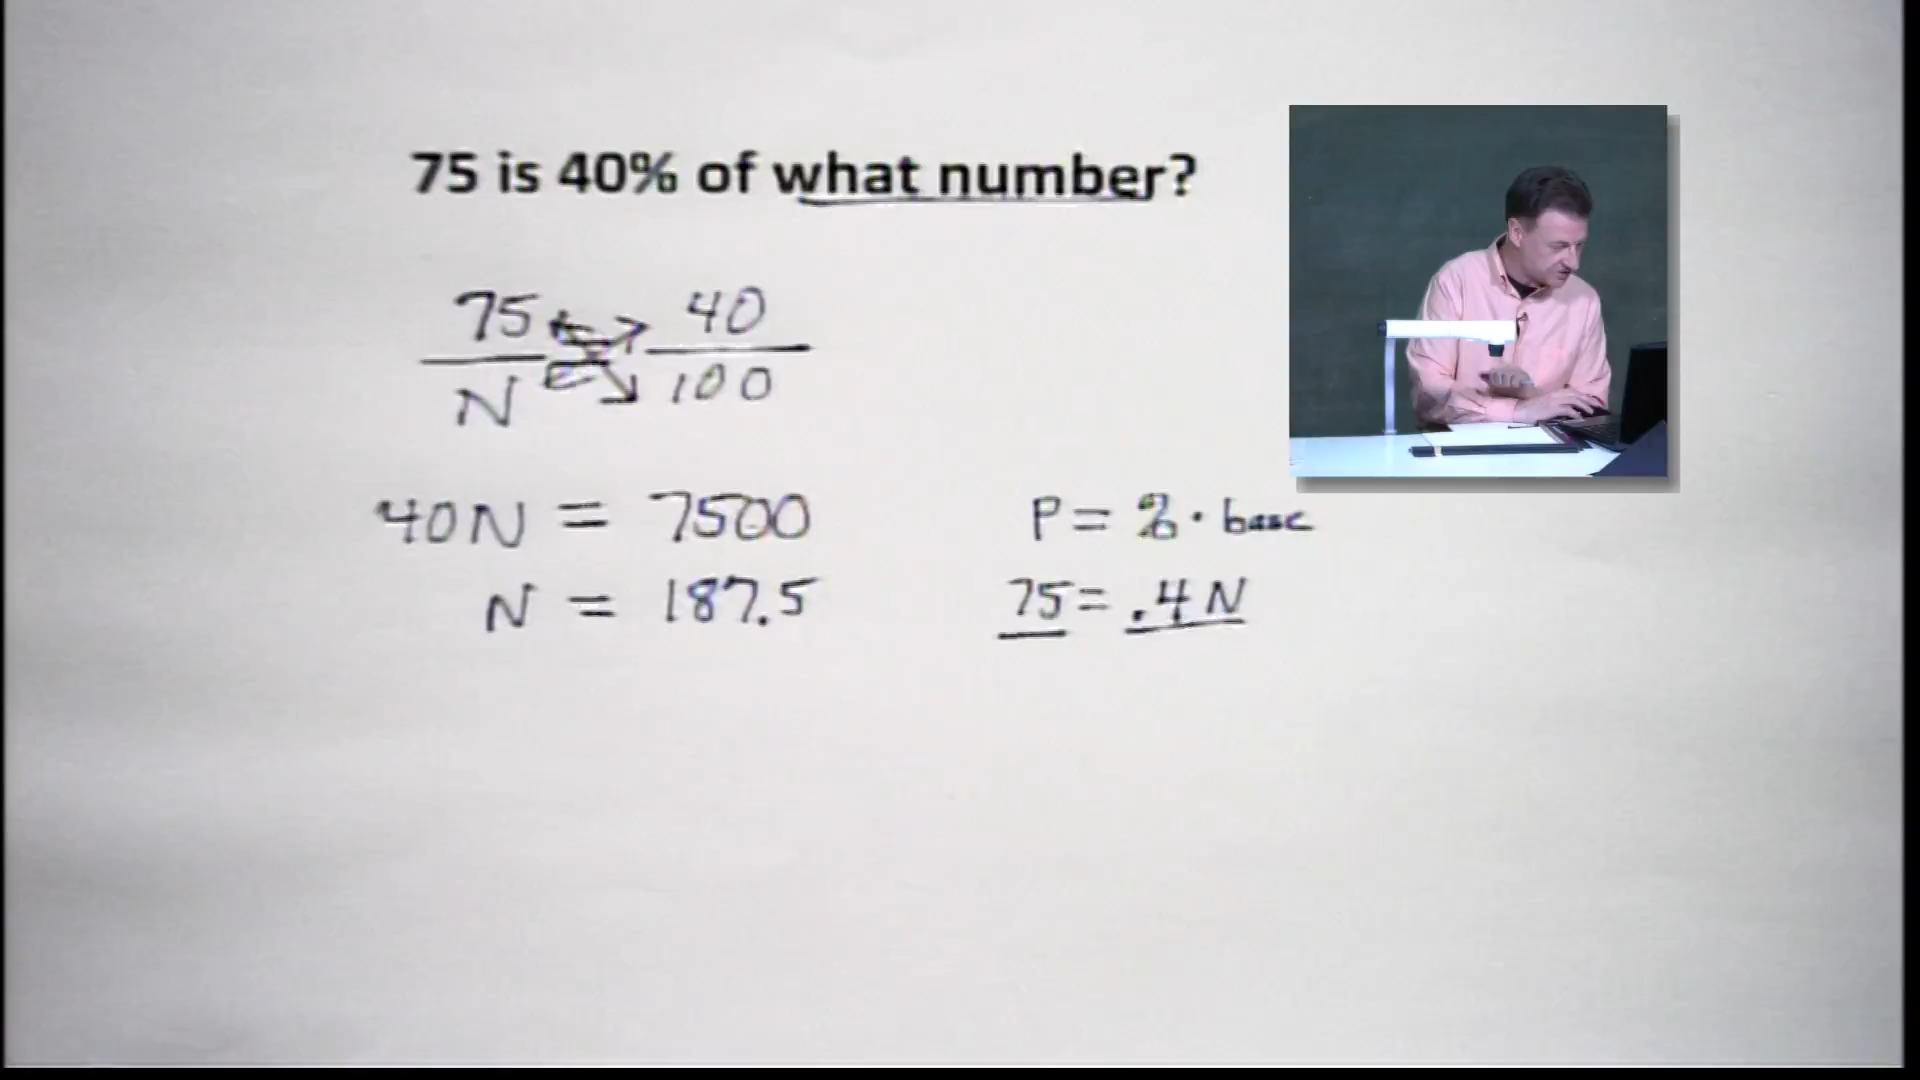 75 is 40% of what number?
75 40
N 100
40N = 7500
N = 187.5
P = % · base
75 = .4N